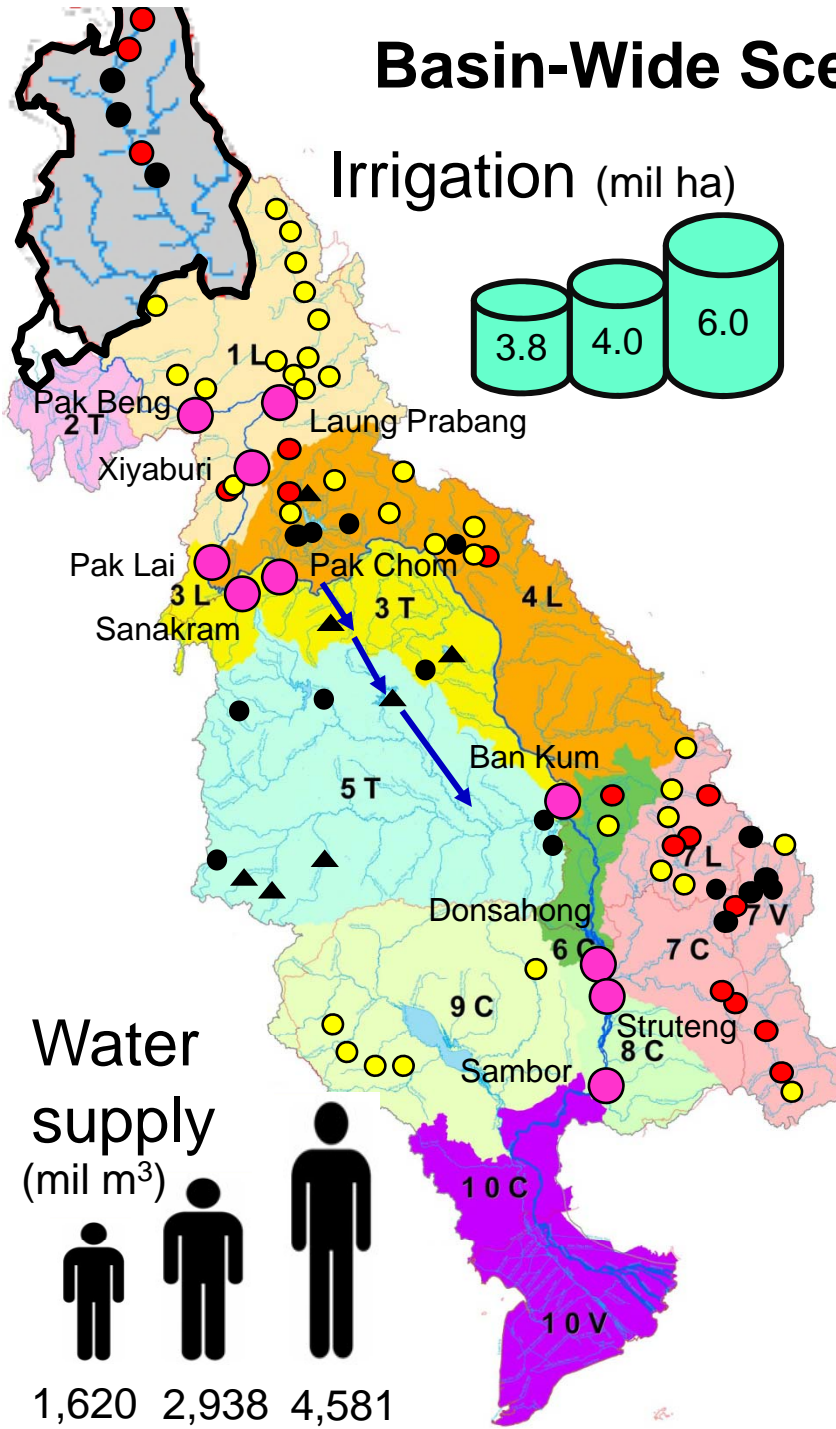 Basin-Wide Sce
Irrigation (mil ha)
3.8
4.0
6.0
1 L
Pak Beng
2 T
Laung Prabang
Xiyaburi
Pak Lai
Pak Chom
3 L
3 T
4 L
Sanakram
Ban Kum
5 T
7 L
Donsahong
7 V
6 C
7 C
9 C
Struteng
8 C
Sambor
Water
supply
(mil m³)
1 0 C
1 0 V
1,620 2,938 4,581